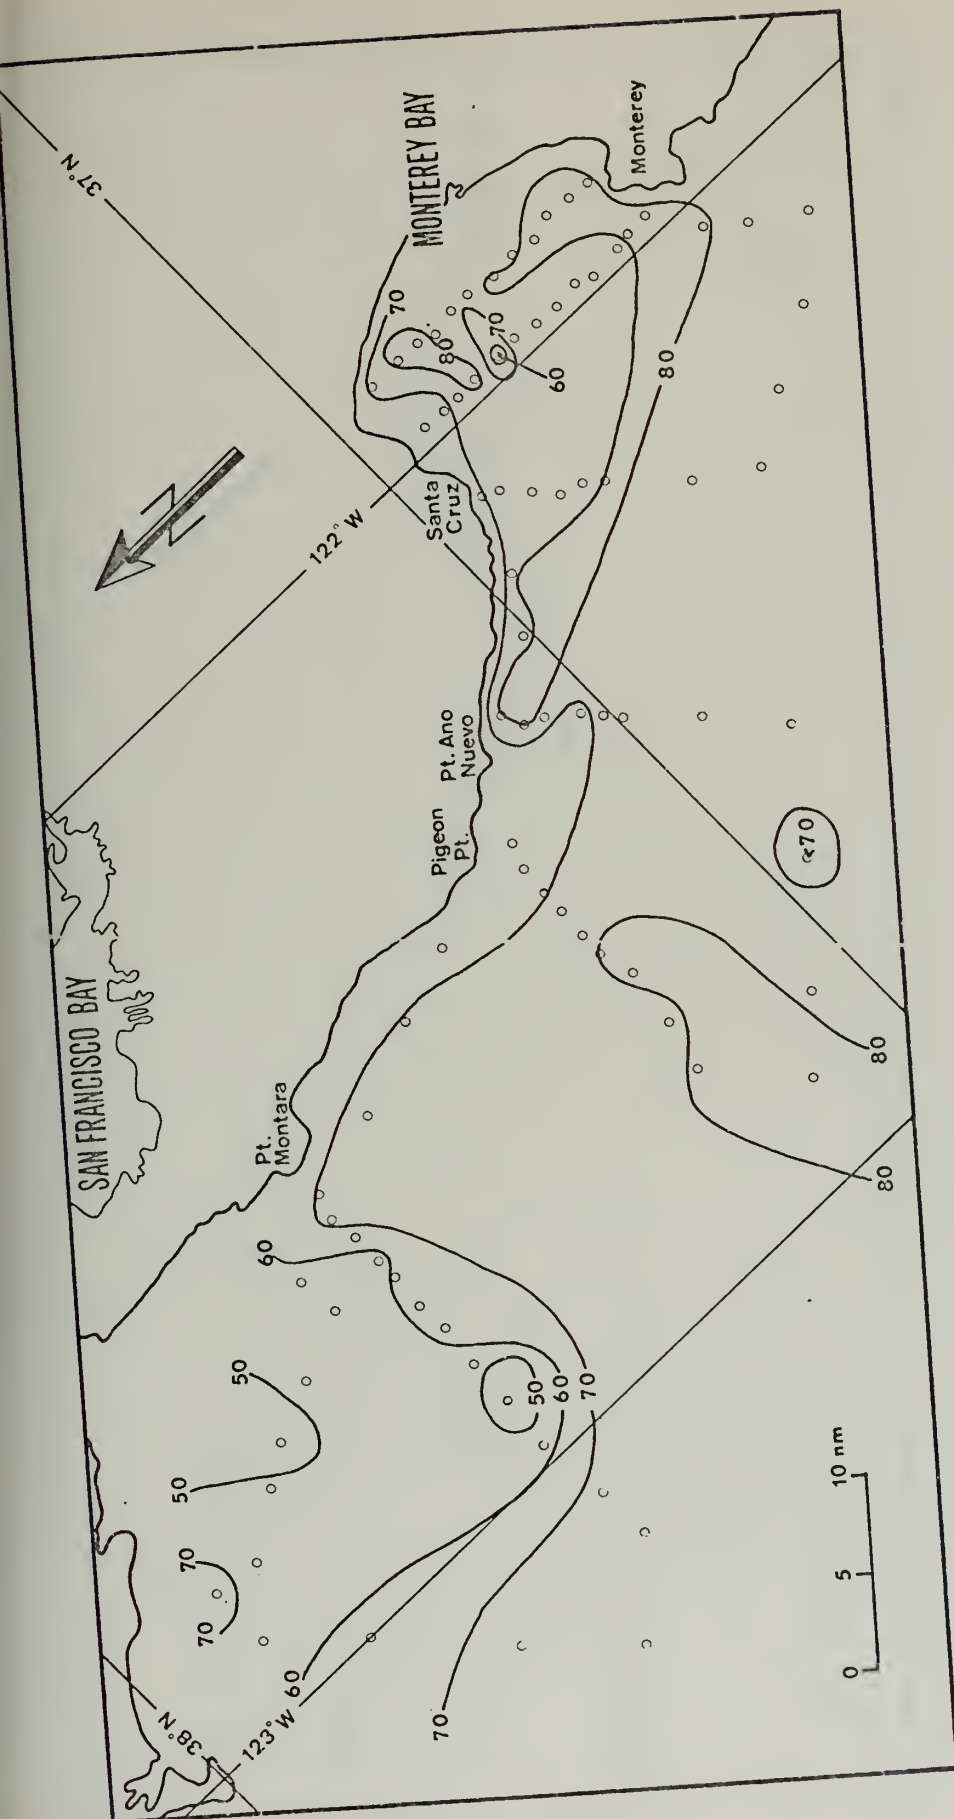 37°N
MONTEREY BAY
Monterey
70
80
70
60
80
122° W
Santa
Cruz
Pt. Ano
Nuevo
Pigeon
Pt.
<70
SAN FRANCISCO BAY
Pt.
Montara
80
80
60
50
50
50
60
70
70
70
60
70
38°N
123°W
0
5
10 nm